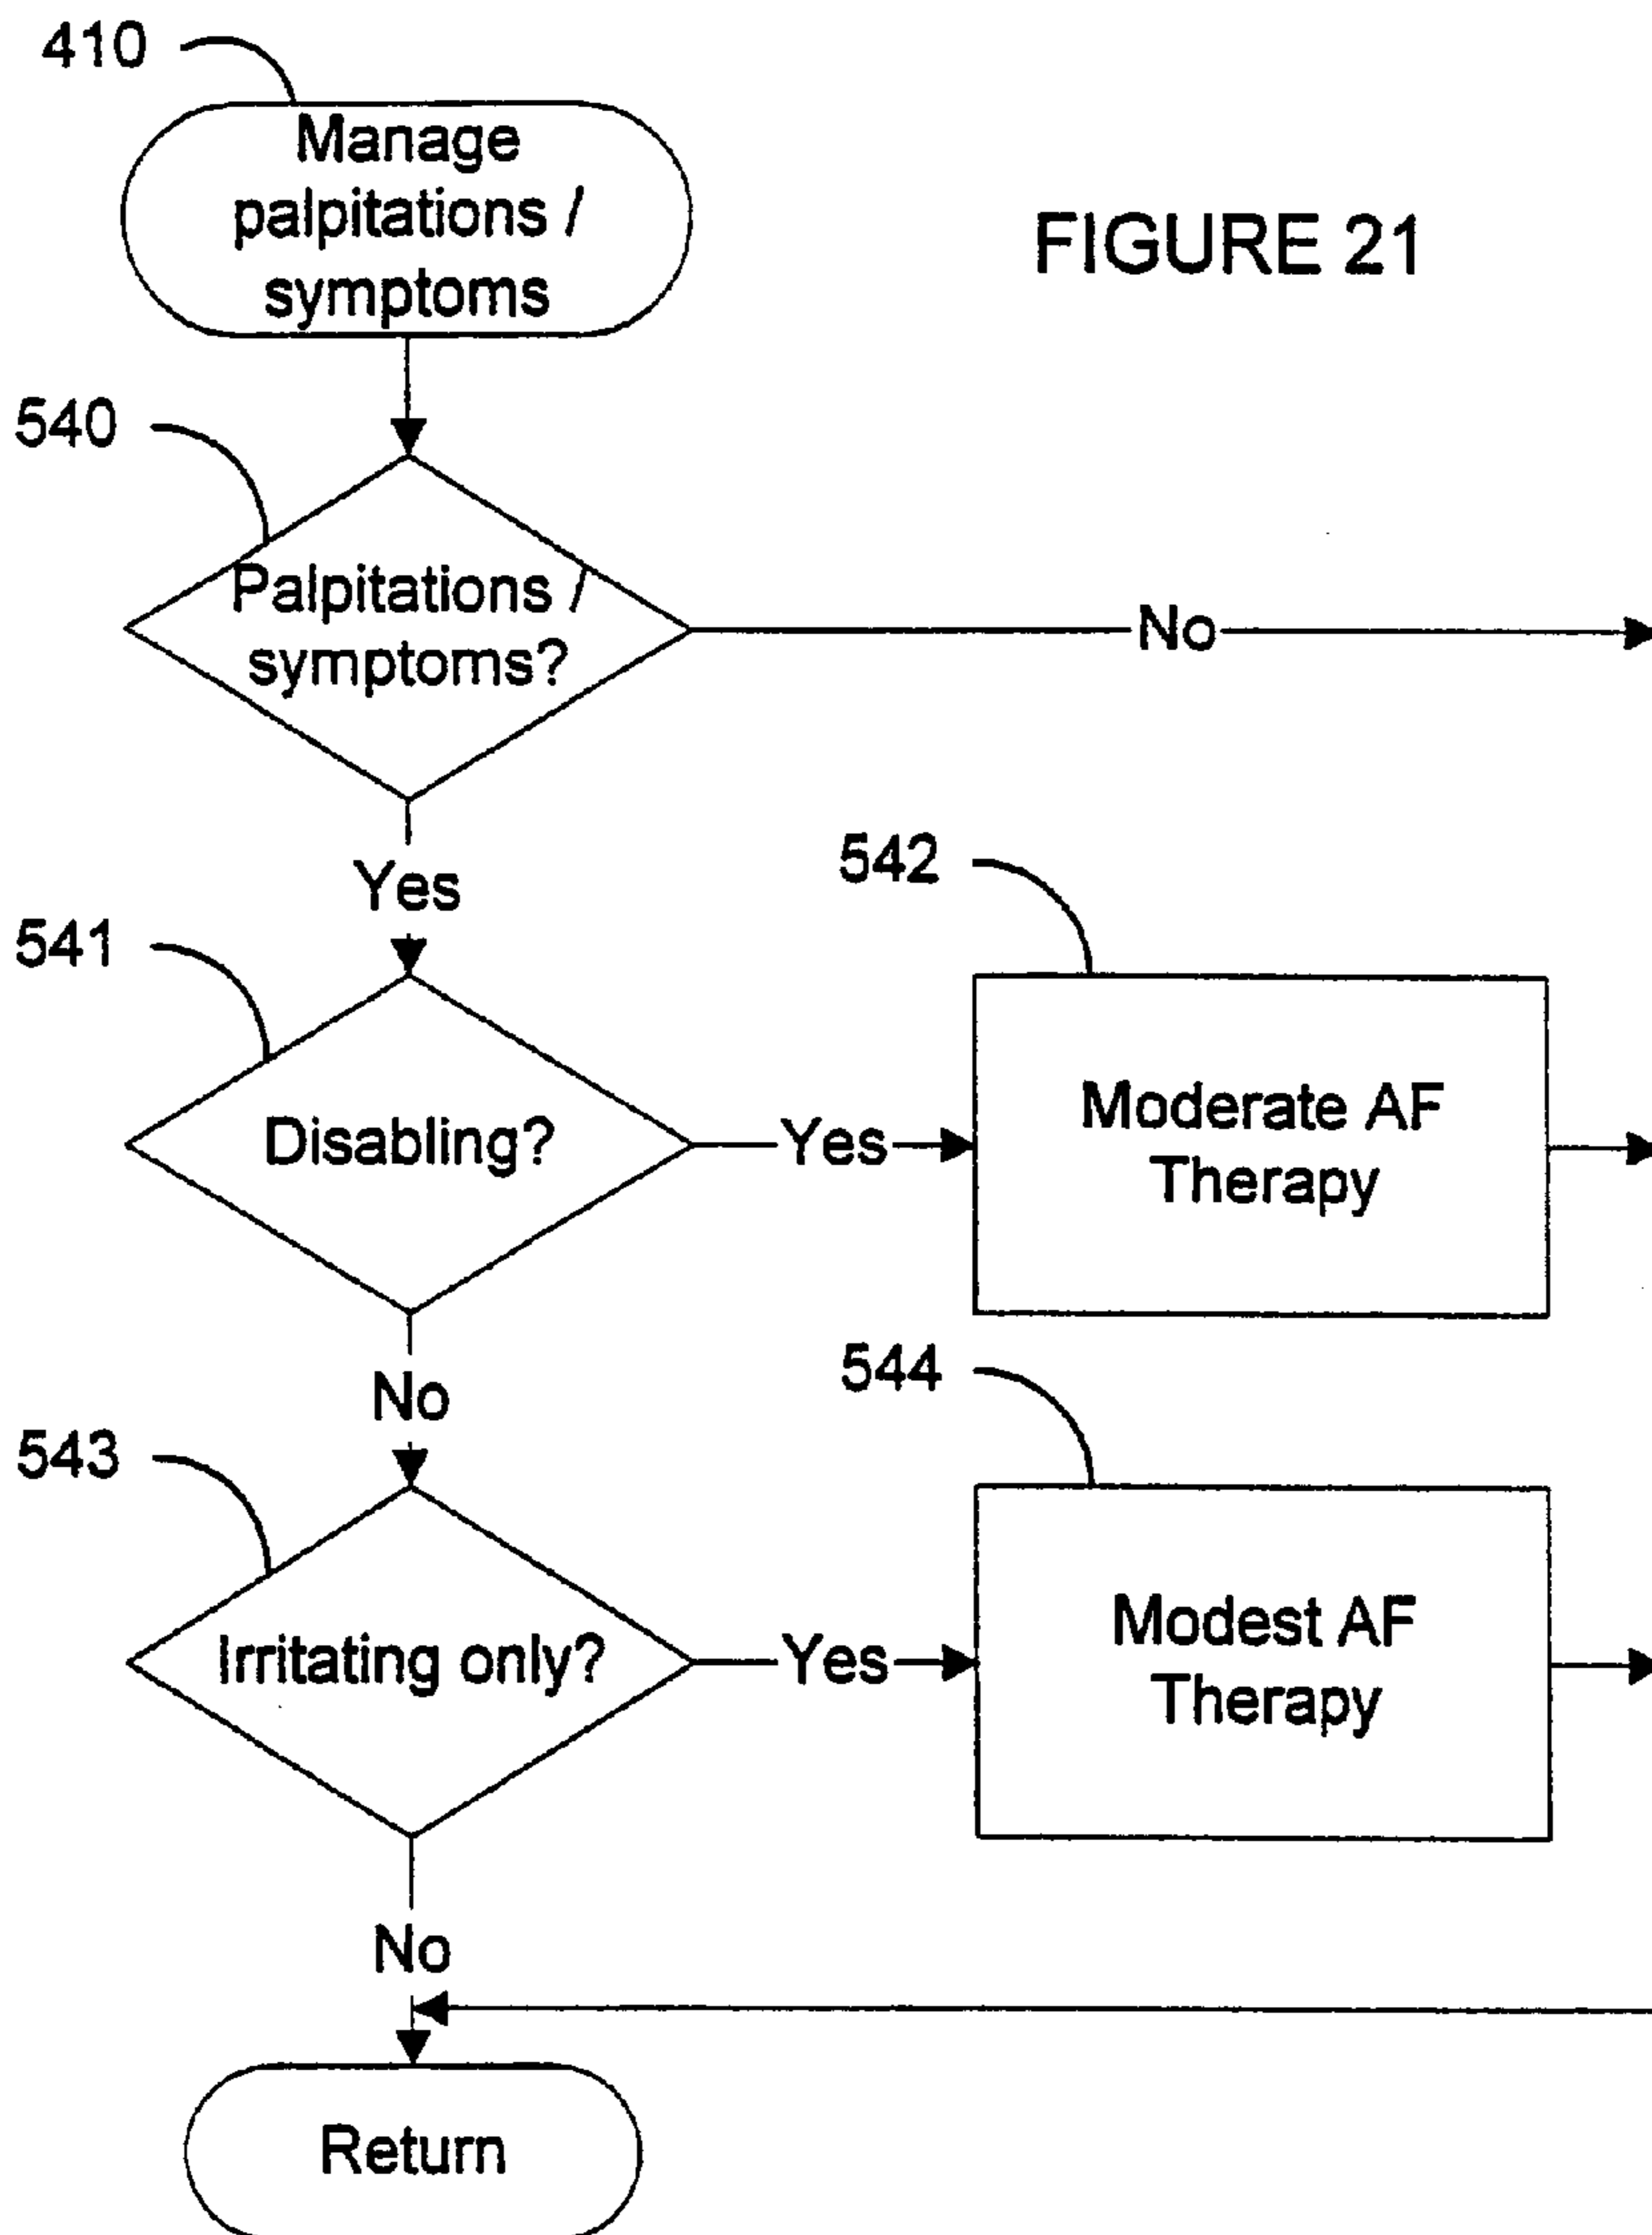 410
Manage
palpitations /
symptoms
FIGURE 21
540
Palpitations /
symptoms?
No
Yes
541
Disabling?
Yes
542
Moderate AF
Therapy
No
543
Irritating only?
Yes
544
Modest AF
Therapy
No
Return